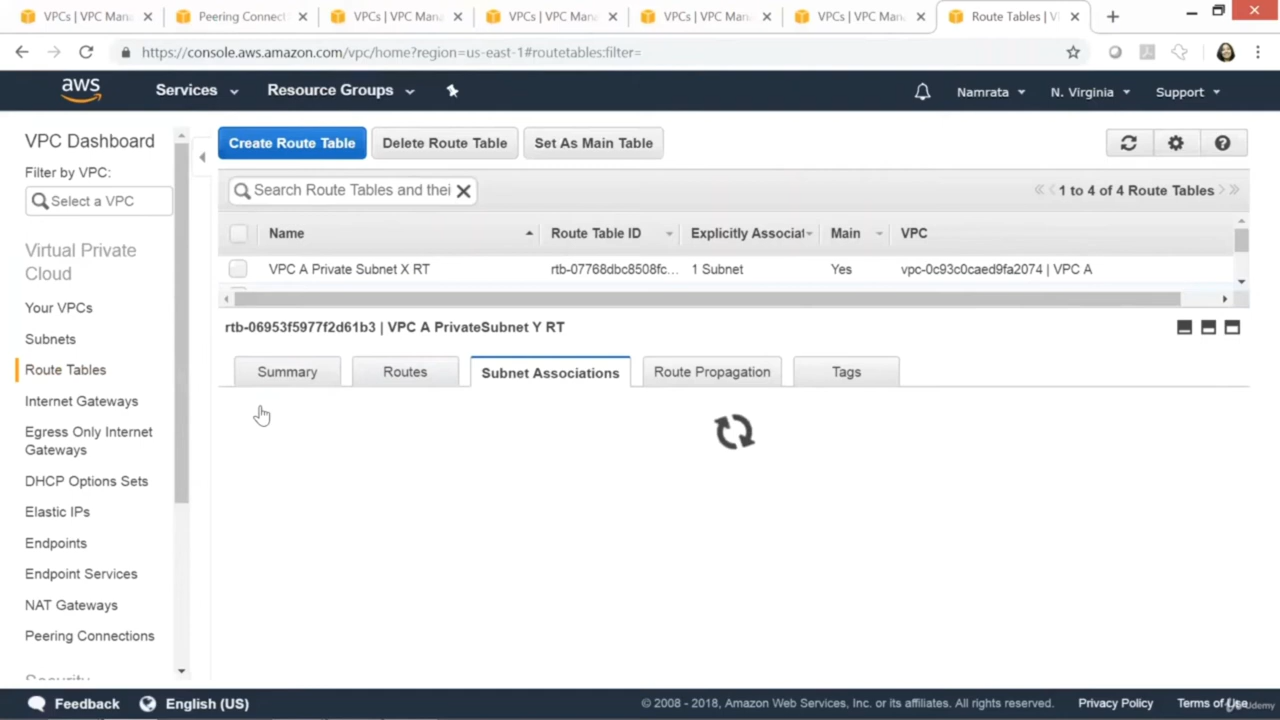 VPCs | VPC Mana
Peering Connect
VPCs | VPC Mana
VPCs | VPC Mana
VPCs | VPC Mana
VPCs | VPC Mana
Route Tables | V
https://console.aws.amazon.com/vpc/home?region=us-east-1#routetables:filter=
aws Services Resource Groups Namrata N. Virginia Support
VPC Dashboard
Filter by VPC:
Select a VPC
Virtual Private
Cloud
Your VPCs
Subnets
Route Tables
Internet Gateways
Egress Only Internet
Gateways
DHCP Options Sets
Elastic IPs
Endpoints
Endpoint Services
NAT Gateways
Peering Connections
Security
Create Route Table Delete Route Table Set As Main Table
Search Route Tables and thei
1 to 4 of 4 Route Tables
Name Route Table ID Explicitly Associat Main VPC
VPC A Private Subnet X RT rtb-07768dbc8508fc... 1 Subnet Yes vpc-0c93c0caed9fa2074 | VPC A
rtb-06953f5977f2d61b3 | VPC A PrivateSubnet Y RT
Summary Routes Subnet Associations Route Propagation Tags
Feedback English (US) © 2008 - 2018, Amazon Web Services, Inc. or its affiliates. All rights reserved. Privacy Policy Terms of Use
Udemy